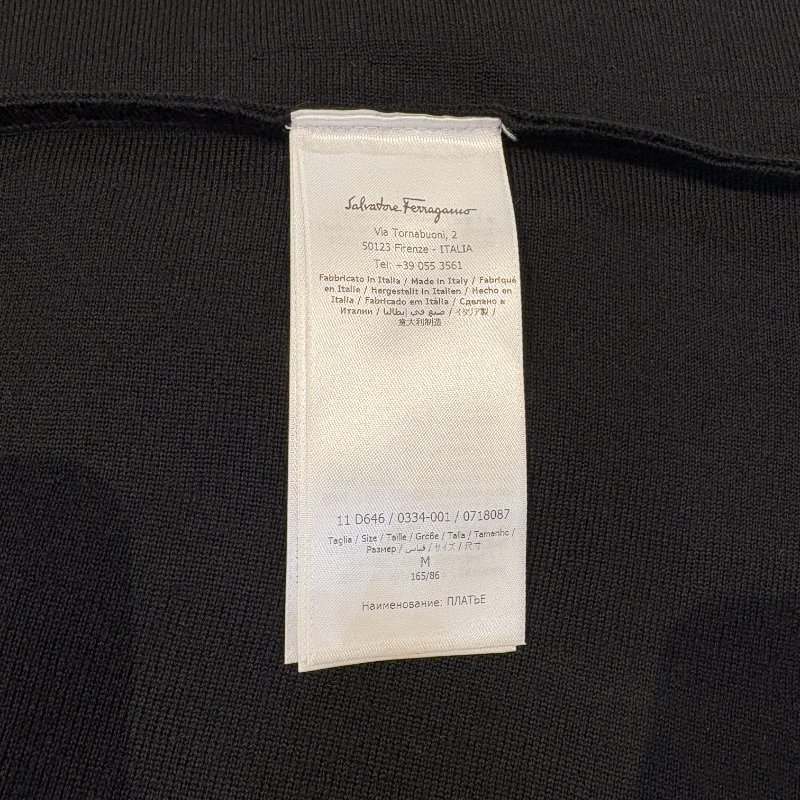 Salvatore Ferragamo
Via Tornabuoni, 2
50123 Firenze - ITALIA
Tel: +39 055 3561
Fabbricato in Italia / Made in Italy / Fabriqué
en Italie / Hergestellt in Italien / Hecho en
Italia / Fabricado em Itália / Сделано в
Италии / صنع في إيطاليا / イタリア製 /
意大利制造
11 D646 / 0334-001 / 0718087
Taglia / Size / Taille / Größe / Talla / Tamanho /
Размер / قياس / サイズ / 尺寸
M
165/86
Наименование: ПЛАТЬЕ